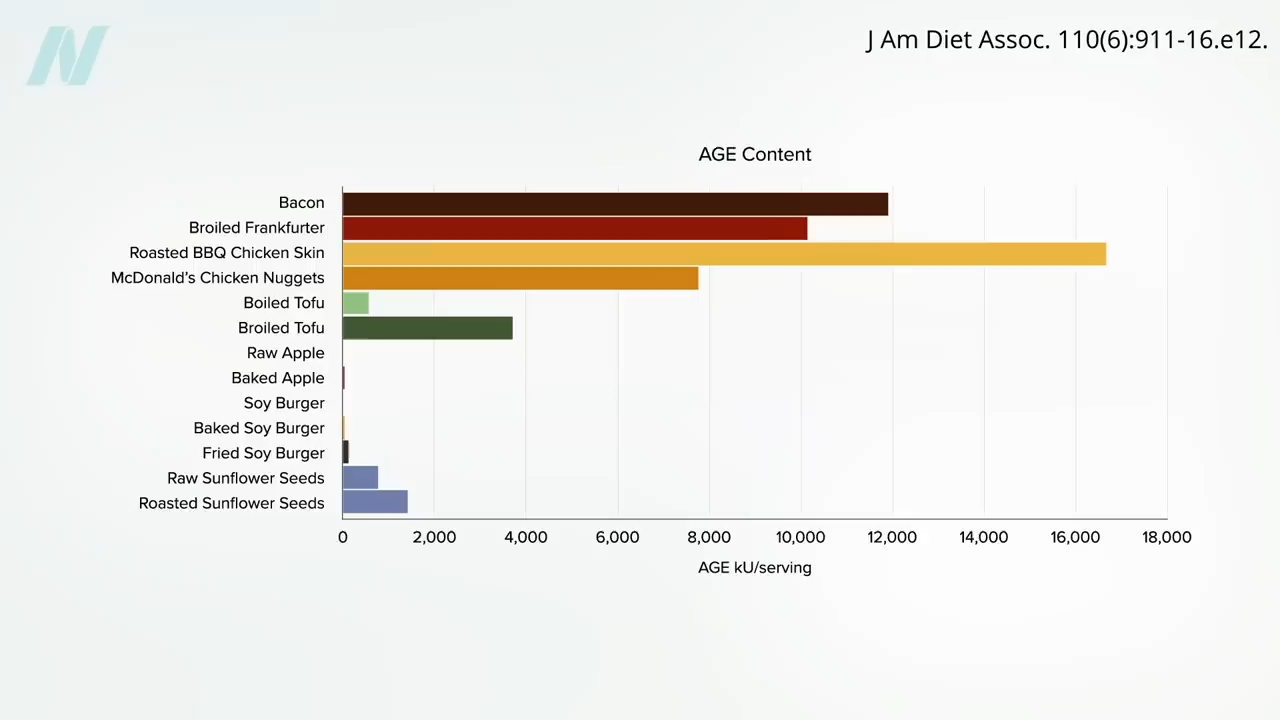 J Am Diet Assoc. 110(6):911-16.e12.
AGE Content
Bacon
Broiled Frankfurter
Roasted BBQ Chicken Skin
McDonald's Chicken Nuggets
Boiled Tofu
Broiled Tofu
Raw Apple
Baked Apple
Soy Burger
Baked Soy Burger
Fried Soy Burger
Raw Sunflower Seeds
Roasted Sunflower Seeds
0 2,000 4,000 6,000 8,000 10,000 12,000 14,000 16,000 18,000
AGE kU/serving